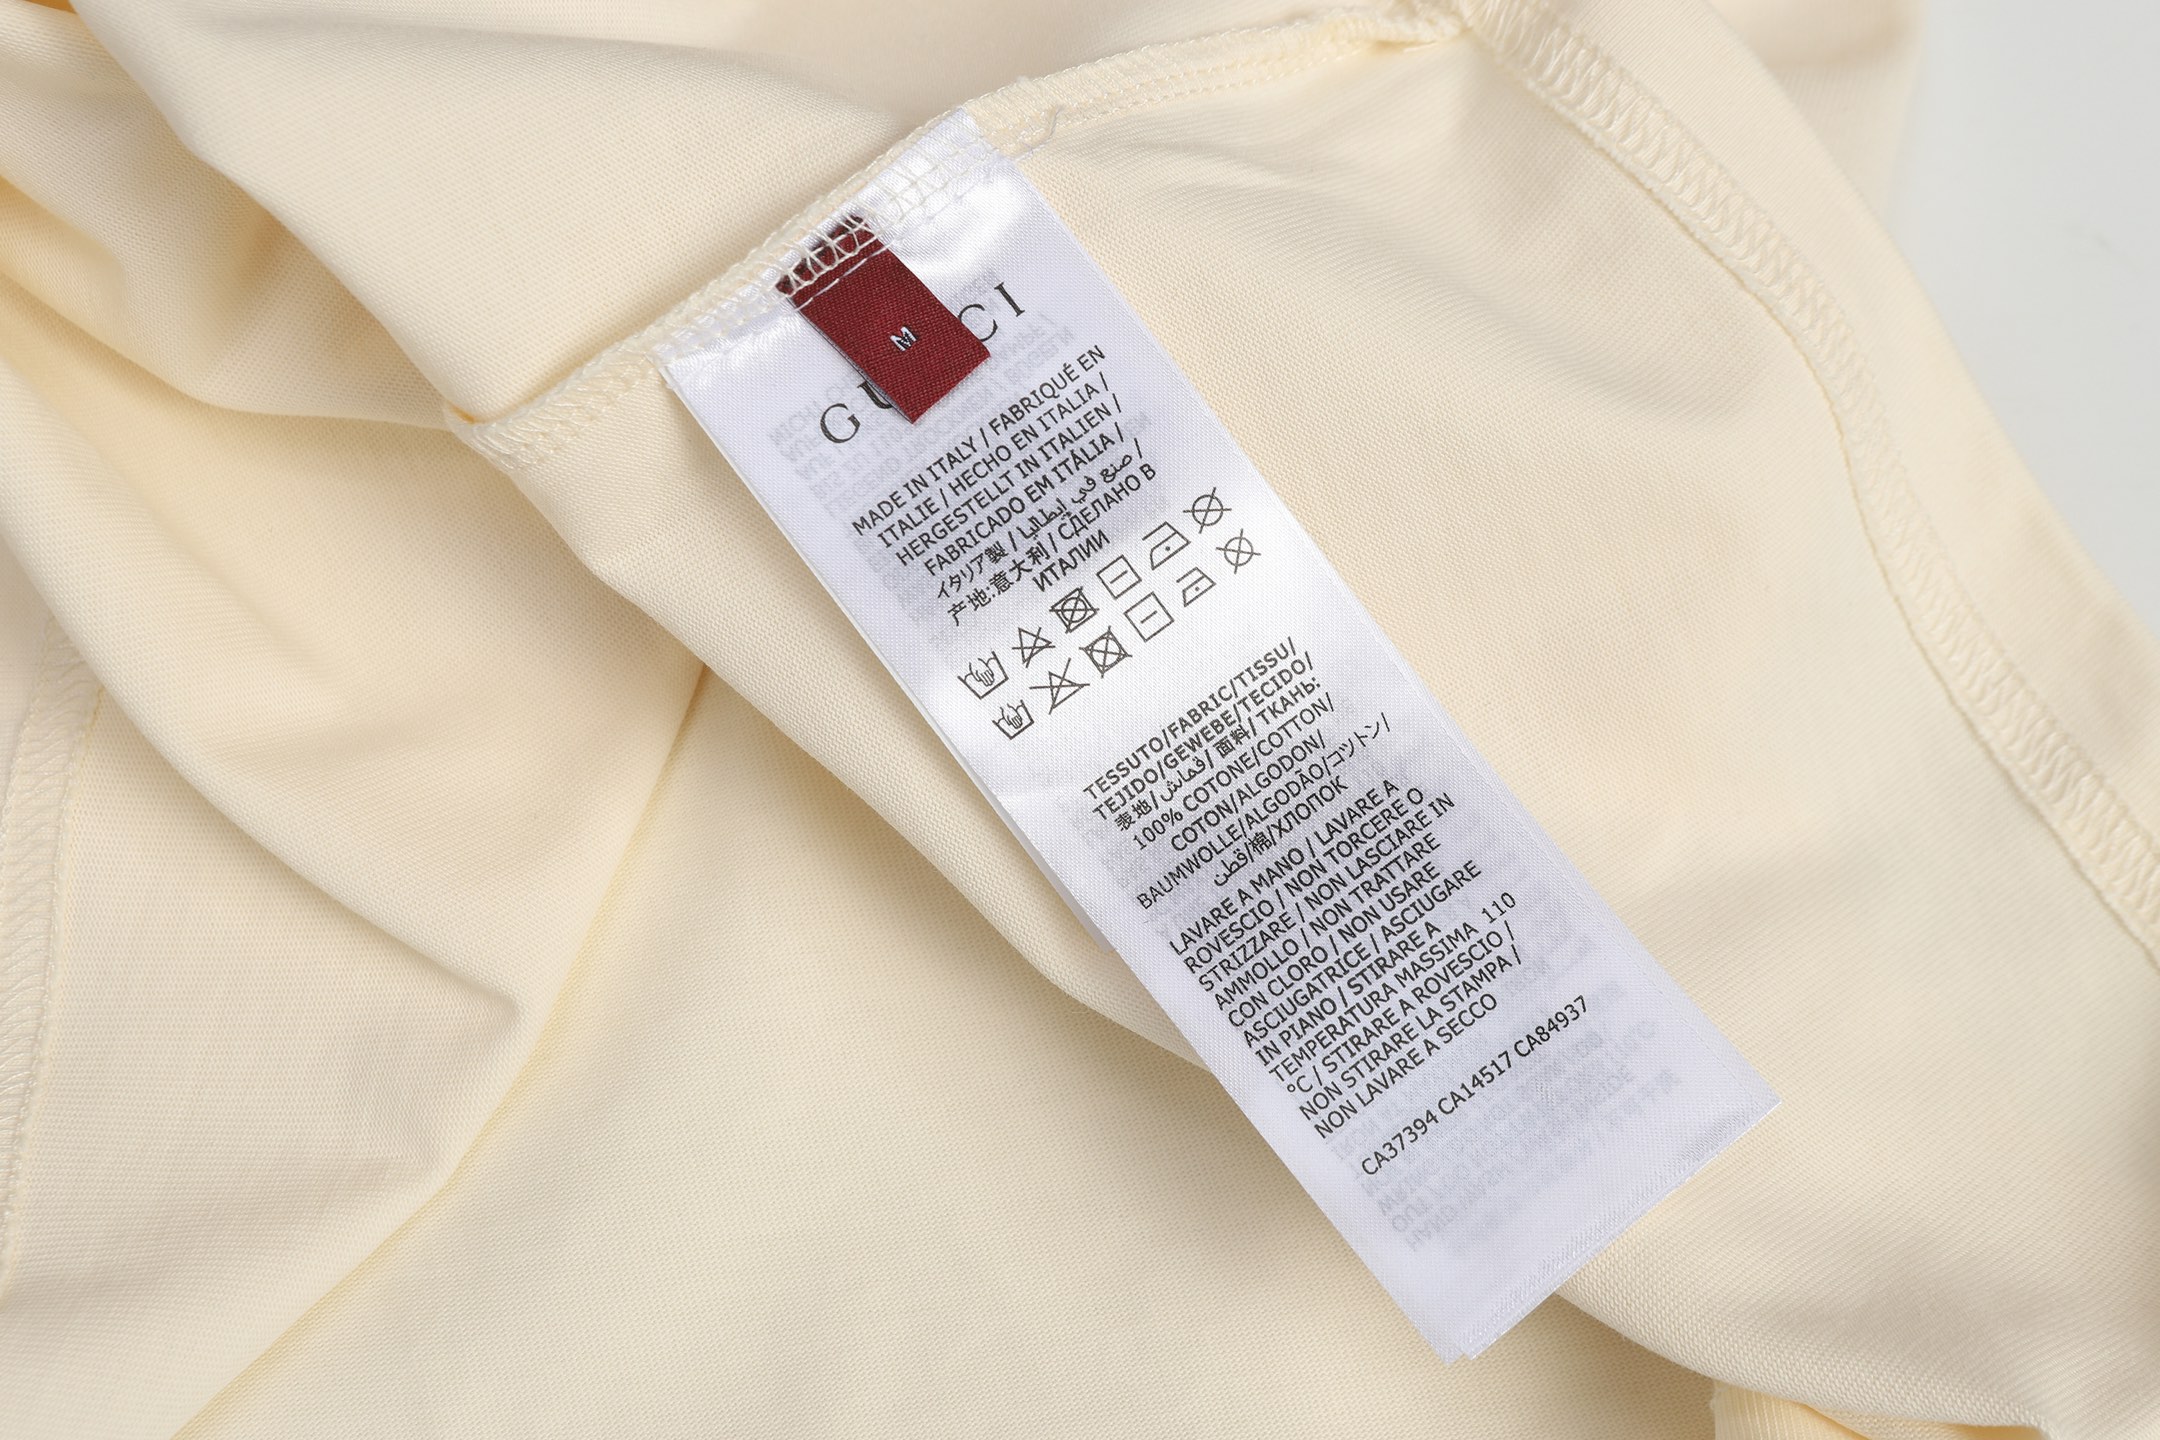 M
GUCCI
MADE IN ITALY / FABRIQUÉ EN
ITALIE / HECHO EN ITALIA /
HERGESTELLT IN ITALIEN /
FABRICADO EM ITÁLIA /
イタリア製 / صنع في إيطاليا /
产地:意大利 / СДЕЛАНО В
ИТАЛИИ
TESSUTO/FABRIC/TISSU/
TEJIDO/GEWEBE/TECIDO/
表地/قماش/ 面料/ ТКАНЬ:
100% COTONE/COTTON/
COTON/ALGODON/
BAUMWOLLE/ALGODÃO/コットン/
قطن/棉/ХЛОПОК
LAVARE A MANO / LAVARE A
ROVESCIO / NON TORCERE O
STRIZZARE / NON LASCIARE IN
AMMOLLO / NON TRATTARE
CON CLORO / NON USARE
ASCIUGATRICE / ASCIUGARE
IN PIANO / STIRARE A
TEMPERATURA MASSIMA 110
°C / STIRARE A ROVESCIO /
NON STIRARE LA STAMPA /
NON LAVARE A SECCO
CA37394 CA14517 CA84937